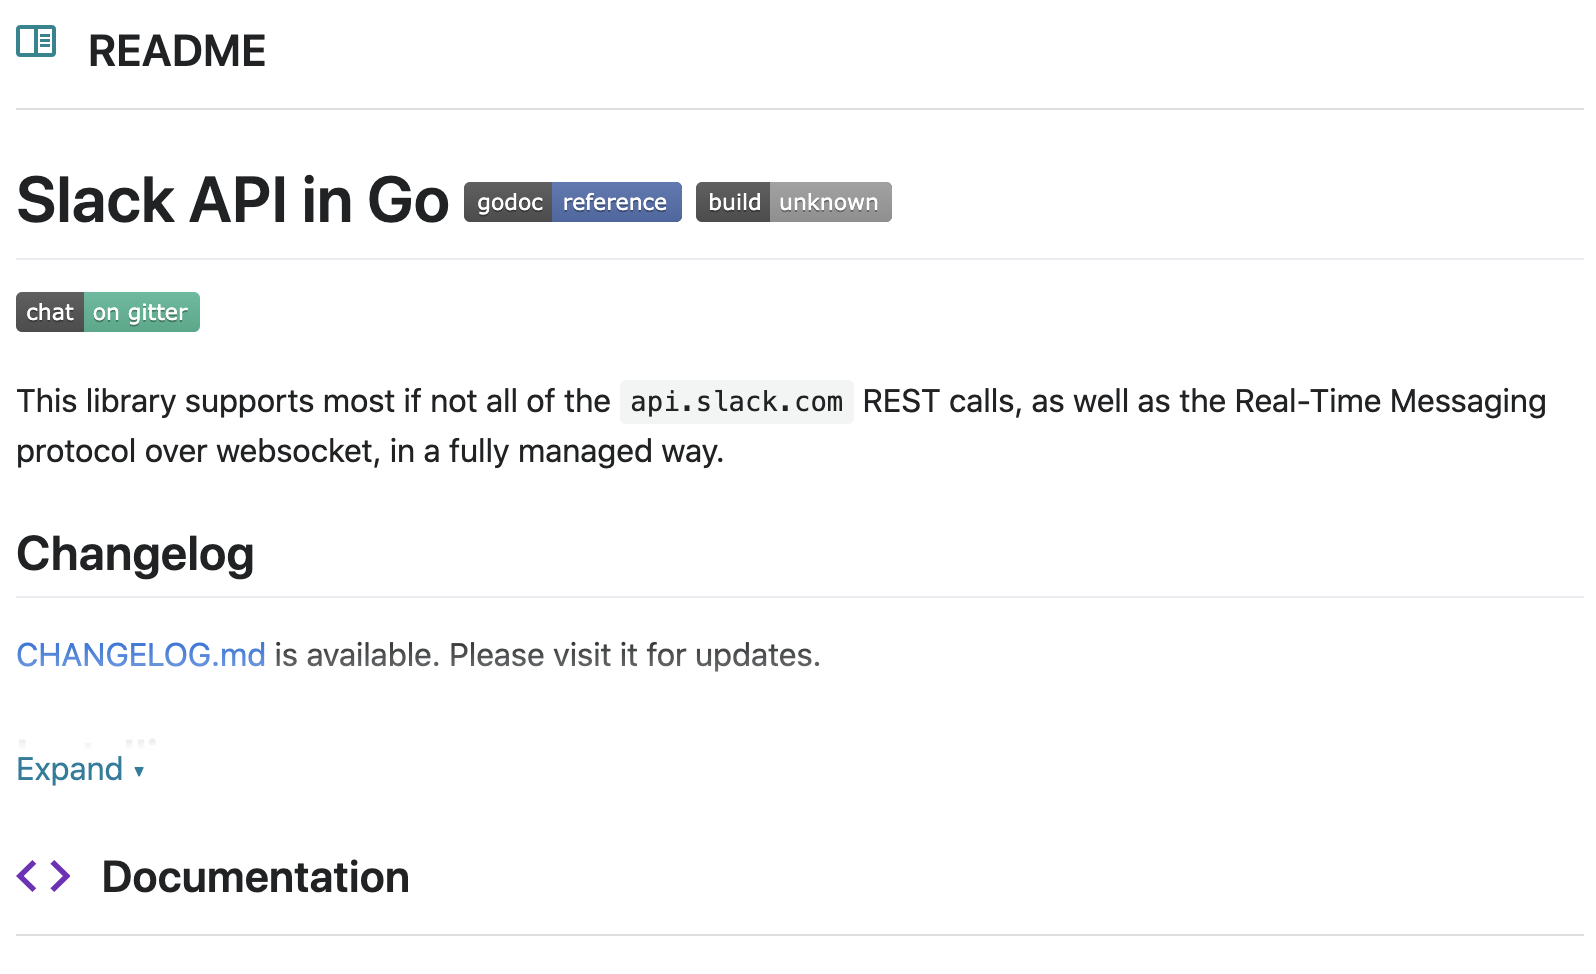 README
Slack API in Go godoc reference build unknown
chat on gitter
This library supports most if not all of the api.slack.com REST calls, as well as the Real-Time Messaging
protocol over websocket, in a fully managed way.
Changelog
CHANGELOG.md is available. Please visit it for updates.
Expand ▾
Documentation